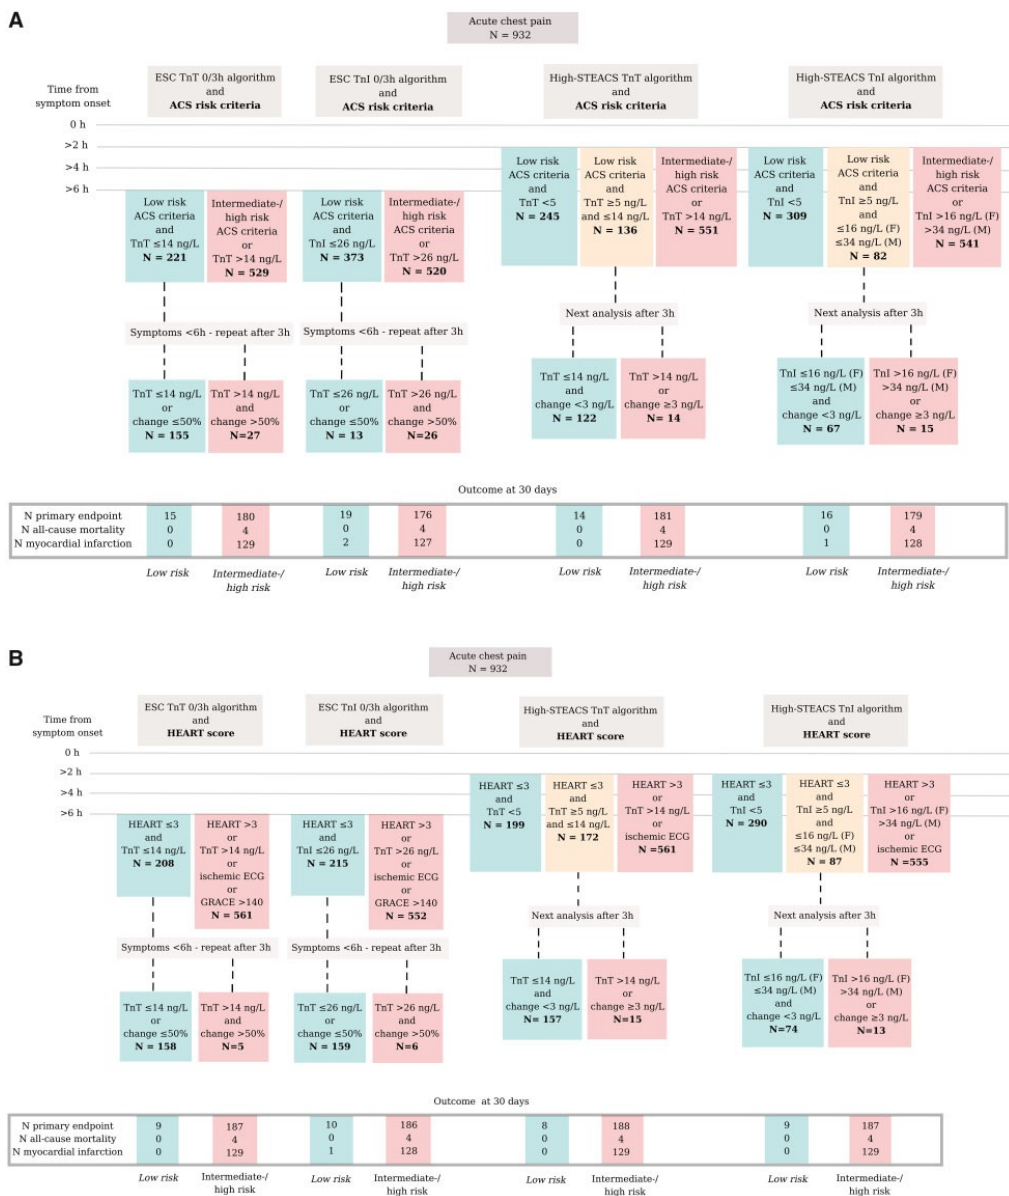 A
Acute chest pain
N = 932
Time from
symptom onset
ESC TnT 0/3h algorithm
and
ACS risk criteria
ESC TnI 0/3h algorithm
and
ACS risk criteria
High-STEACS TnT algorithm
and
ACS risk criteria
High-STEACS TnI algorithm
and
ACS risk criteria
0 h
>2 h
>4 h
>6 h
Low risk
ACS criteria
and
TnT ≤14 ng/L
N = 221
Intermediate-/
high risk
ACS criteria
or
TnT >14 ng/L
N = 529
Low risk
ACS criteria
and
TnI ≤26 ng/L
N = 373
Intermediate-/
high risk
ACS criteria
or
TnT >26 ng/L
N = 520
Low risk
ACS criteria
and
TnT <5
N = 245
Low risk
ACS criteria
and
TnT ≥5 ng/L
and ≤14 ng/L
N = 136
Intermediate-/
high risk
ACS criteria
or
TnT >14 ng/L
N = 551
Low risk
ACS criteria
and
TnI <5
N = 309
Low risk
ACS criteria
and
TnI ≥5 ng/L
and
≤16 ng/L (F)
≤34 ng/L (M)
N = 82
Intermediate-/
high risk
ACS criteria
or
TnI >16 ng/L (F)
>34 ng/L (M)
N = 541
Symptoms <6h - repeat after 3h
Symptoms <6h - repeat after 3h
Next analysis after 3h
Next analysis after 3h
TnT ≤14 ng/L
or
change ≤50%
N = 155
TnT >14 ng/L
and
change >50%
N=27
TnT ≤26 ng/L
or
change ≤50%
N = 13
TnT >26 ng/L
and
change >50%
N=26
TnT ≤14 ng/L
and
change <3 ng/L
N = 122
TnT >14 ng/L
or
change ≥3 ng/L
N= 14
TnI ≤16 ng/L (F)
≤34 ng/L (M)
and
change <3 ng/L
N = 67
TnI >16 ng/L (F)
>34 ng/L (M)
or
change ≥3 ng/L
N = 15
Outcome at 30 days
N primary endpoint 15 180 19 176 14 181 16 179
N all-cause mortality 0 4 0 4 0 4 0 4
N myocardial infarction 0 129 2 127 0 129 1 128
Low risk
Intermediate-/
high risk
Low risk
Intermediate-/
high risk
Low risk
Intermediate-/
high risk
Low risk
Intermediate-/
high risk
B
Acute chest pain
N = 932
Time from
symptom onset
ESC TnT 0/3h algorithm
and
HEART score
ESC TnI 0/3h algorithm
and
HEART score
High-STEACS TnT algorithm
and
HEART score
High-STEACS TnI algorithm
and
HEART score
0 h
>2 h
>4 h
>6 h
HEART ≤3
and
TnT ≤14 ng/L
N = 208
HEART >3
or
TnT >14 ng/L
or
ischemic ECG
or
GRACE >140
N = 561
HEART ≤3
and
TnI ≤26 ng/L
N = 215
HEART >3
or
TnT >26 ng/L
or
ischemic ECG
or
GRACE >140
N = 552
HEART ≤3
and
TnT <5
N = 199
HEART ≤3
and
TnT ≥5 ng/L
and ≤14 ng/L
N = 172
HEART >3
or
TnT >14 ng/L
or
ischemic ECG
N =561
HEART ≤3
and
TnI <5
N = 290
HEART ≤3
and
TnI ≥5 ng/L
and
≤16 ng/L (F)
≤34 ng/L (M)
N = 87
HEART >3
or
TnI >16 ng/L (F)
>34 ng/L (M)
or
ischemic ECG
N =555
Symptoms <6h - repeat after 3h
Symptoms <6h - repeat after 3h
Next analysis after 3h
Next analysis after 3h
TnT ≤14 ng/L
or
change ≤50%
N = 158
TnT >14 ng/L
and
change >50%
N=5
TnT ≤26 ng/L
or
change ≤50%
N = 159
TnT >26 ng/L
and
change >50%
N=6
TnT ≤14 ng/L
and
change <3 ng/L
N= 157
TnT >14 ng/L
or
change ≥3 ng/L
N=15
TnI ≤16 ng/L (F)
≤34 ng/L (M)
and
change <3 ng/L
N=74
TnI >16 ng/L (F)
>34 ng/L (M)
or
change ≥3 ng/L
N=13
Outcome at 30 days
N primary endpoint 9 187 10 186 8 188 9 187
N all-cause mortality 0 4 0 4 0 4 0 4
N myocardial infarction 0 129 1 128 0 129 0 129
Low risk
Intermediate-/
high risk
Low risk
Intermediate-/
high risk
Low risk
Intermediate-/
high risk
Low risk
Intermediate-/
high risk